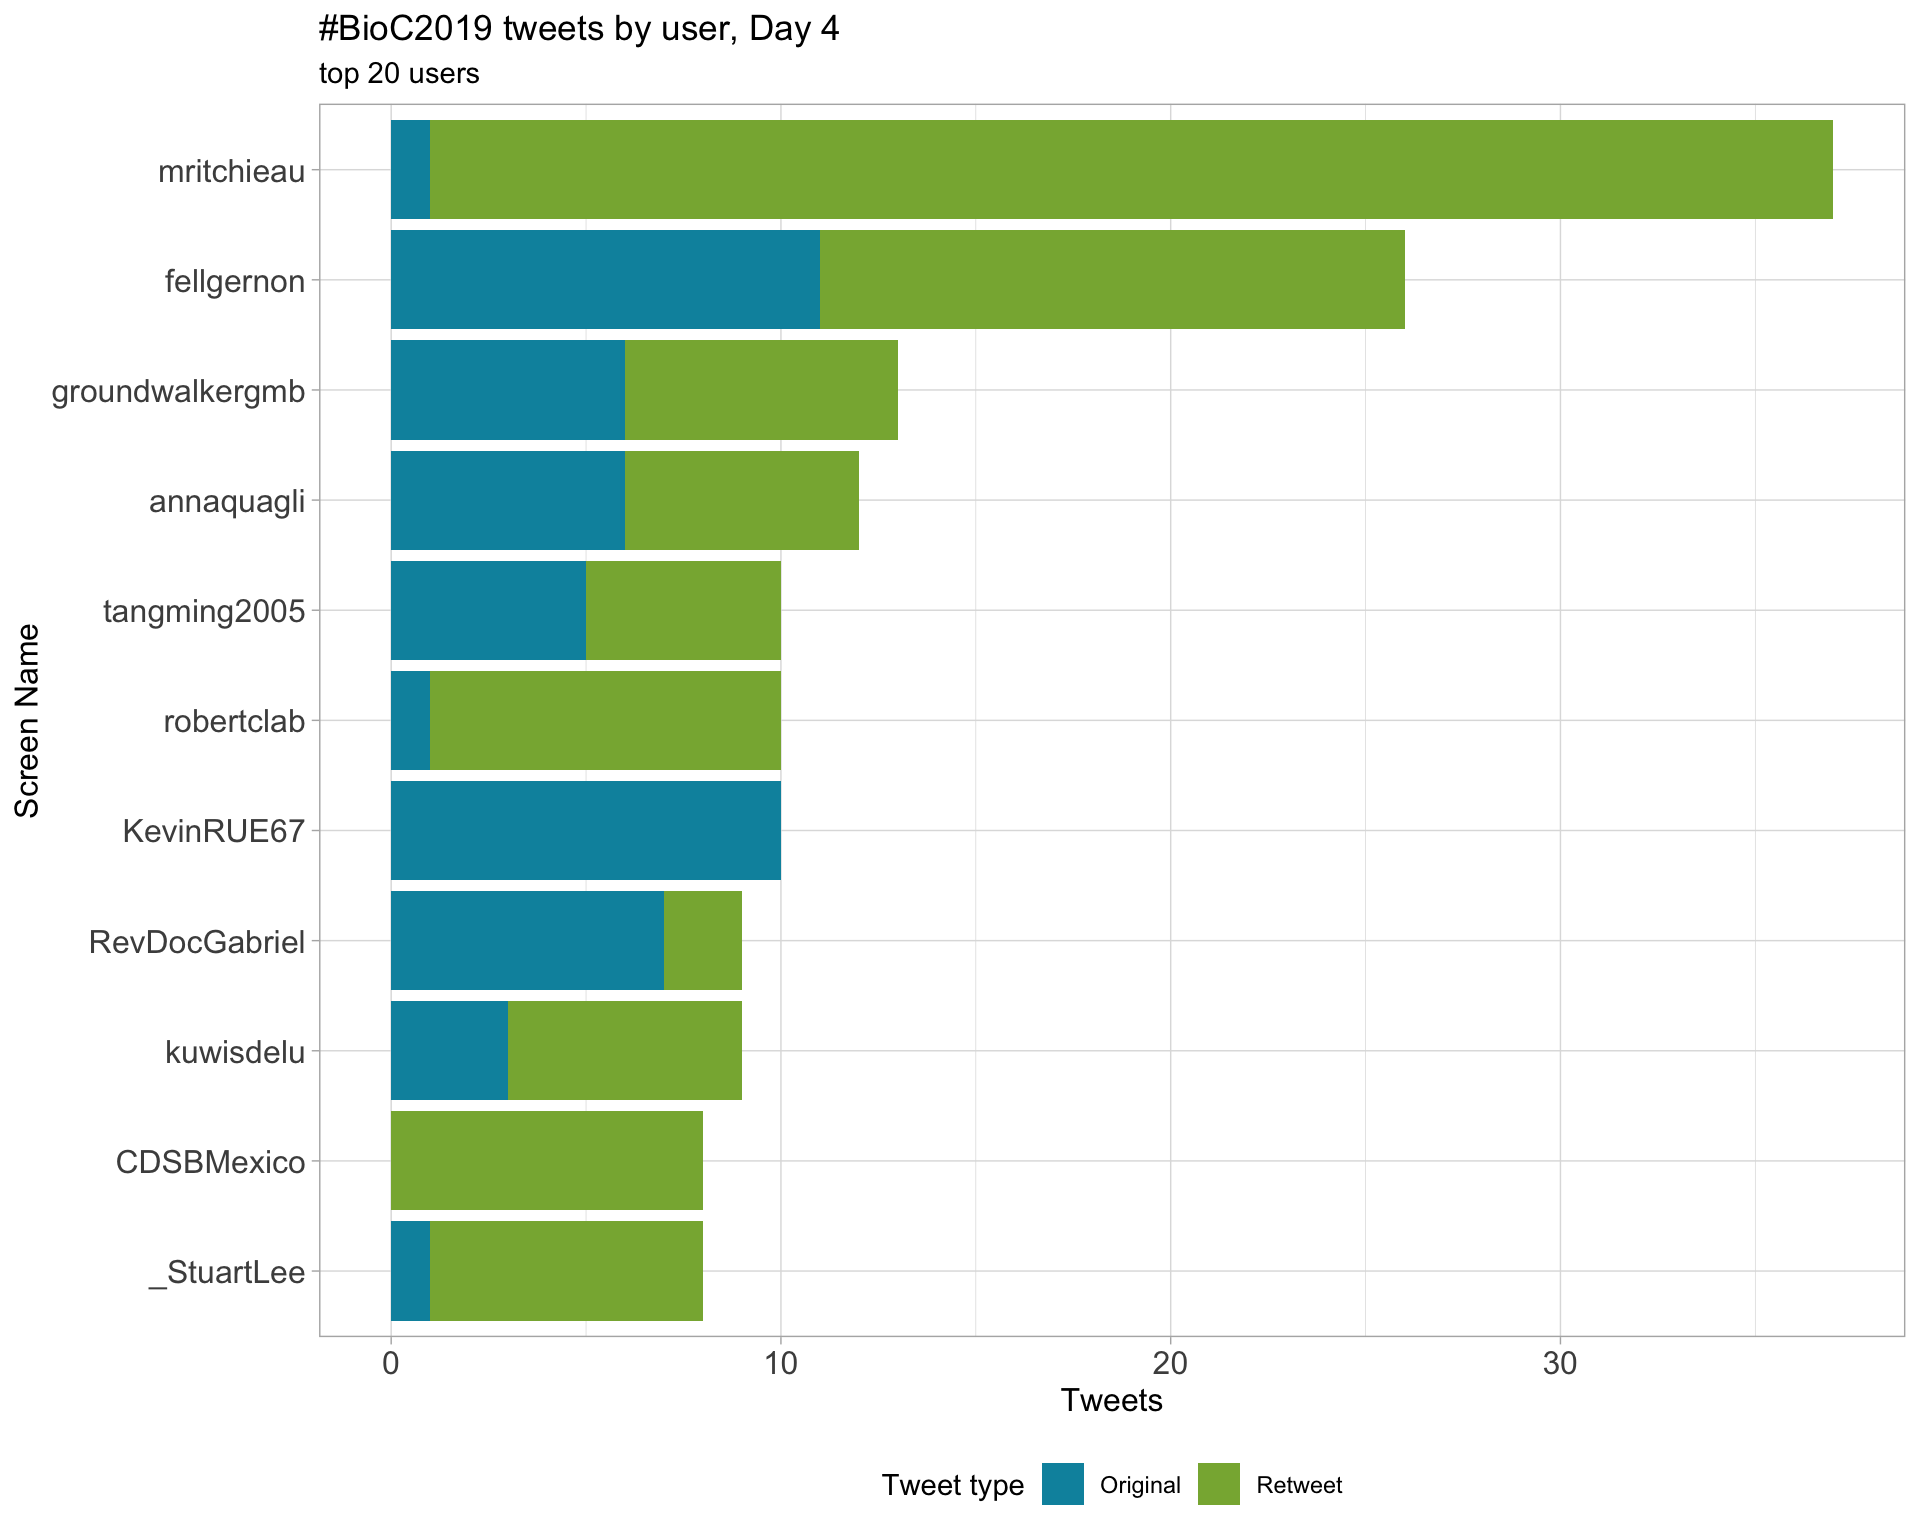 #BioC2019 tweets by user, Day 4
top 20 users
Screen Name
mritchieau
fellgernon
groundwalkergmb
annaquagli
tangming2005
robertclab
KevinRUE67
RevDocGabriel
kuwisdelu
CDSBMexico
_StuartLee
0 10 20 30
Tweets
Tweet type Original Retweet